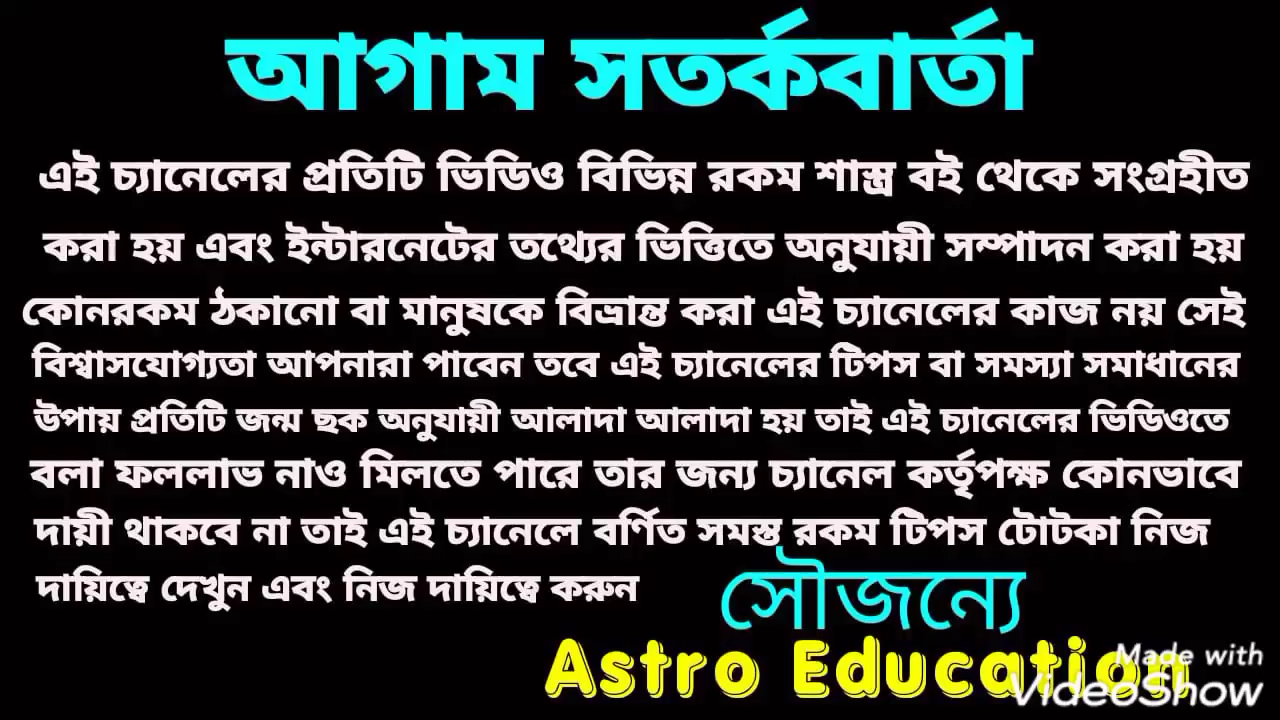 আগাম সতর্কবার্তা
এই চ্যানেলের প্রতিটি ভিডিও বিভিন্ন রকম শাস্ত্র বই থেকে সংগ্রহীত
করা হয় এবং ইন্টারনেটের তথ্যের ভিত্তিতে অনুযায়ী সম্পাদন করা হয়
কোনরকম ঠকানো বা মানুষকে বিভ্রান্ত করা এই চ্যানেলের কাজ নয় সেই
বিশ্বাসযোগ্যতা আপনারা পাবেন তবে এই চ্যানেলের টিপস বা সমস্যা সমাধানের
উপায় প্রতিটি জন্ম ছক অনুযায়ী আলাদা আলাদা হয় তাই এই চ্যানেলের ভিডিওতে
বলা ফললাভ নাও মিলতে পারে তার জন্য চ্যানেল কর্তৃপক্ষ কোনভাবে
দায়ী থাকবে না তাই এই চ্যানেলে বর্ণিত সমস্ত রকম টিপস টোটকা নিজ
দায়িত্বে দেখুন এবং নিজ দায়িত্বে করুন
সৌজন্যে
Astro Education
Made with
VideoShow